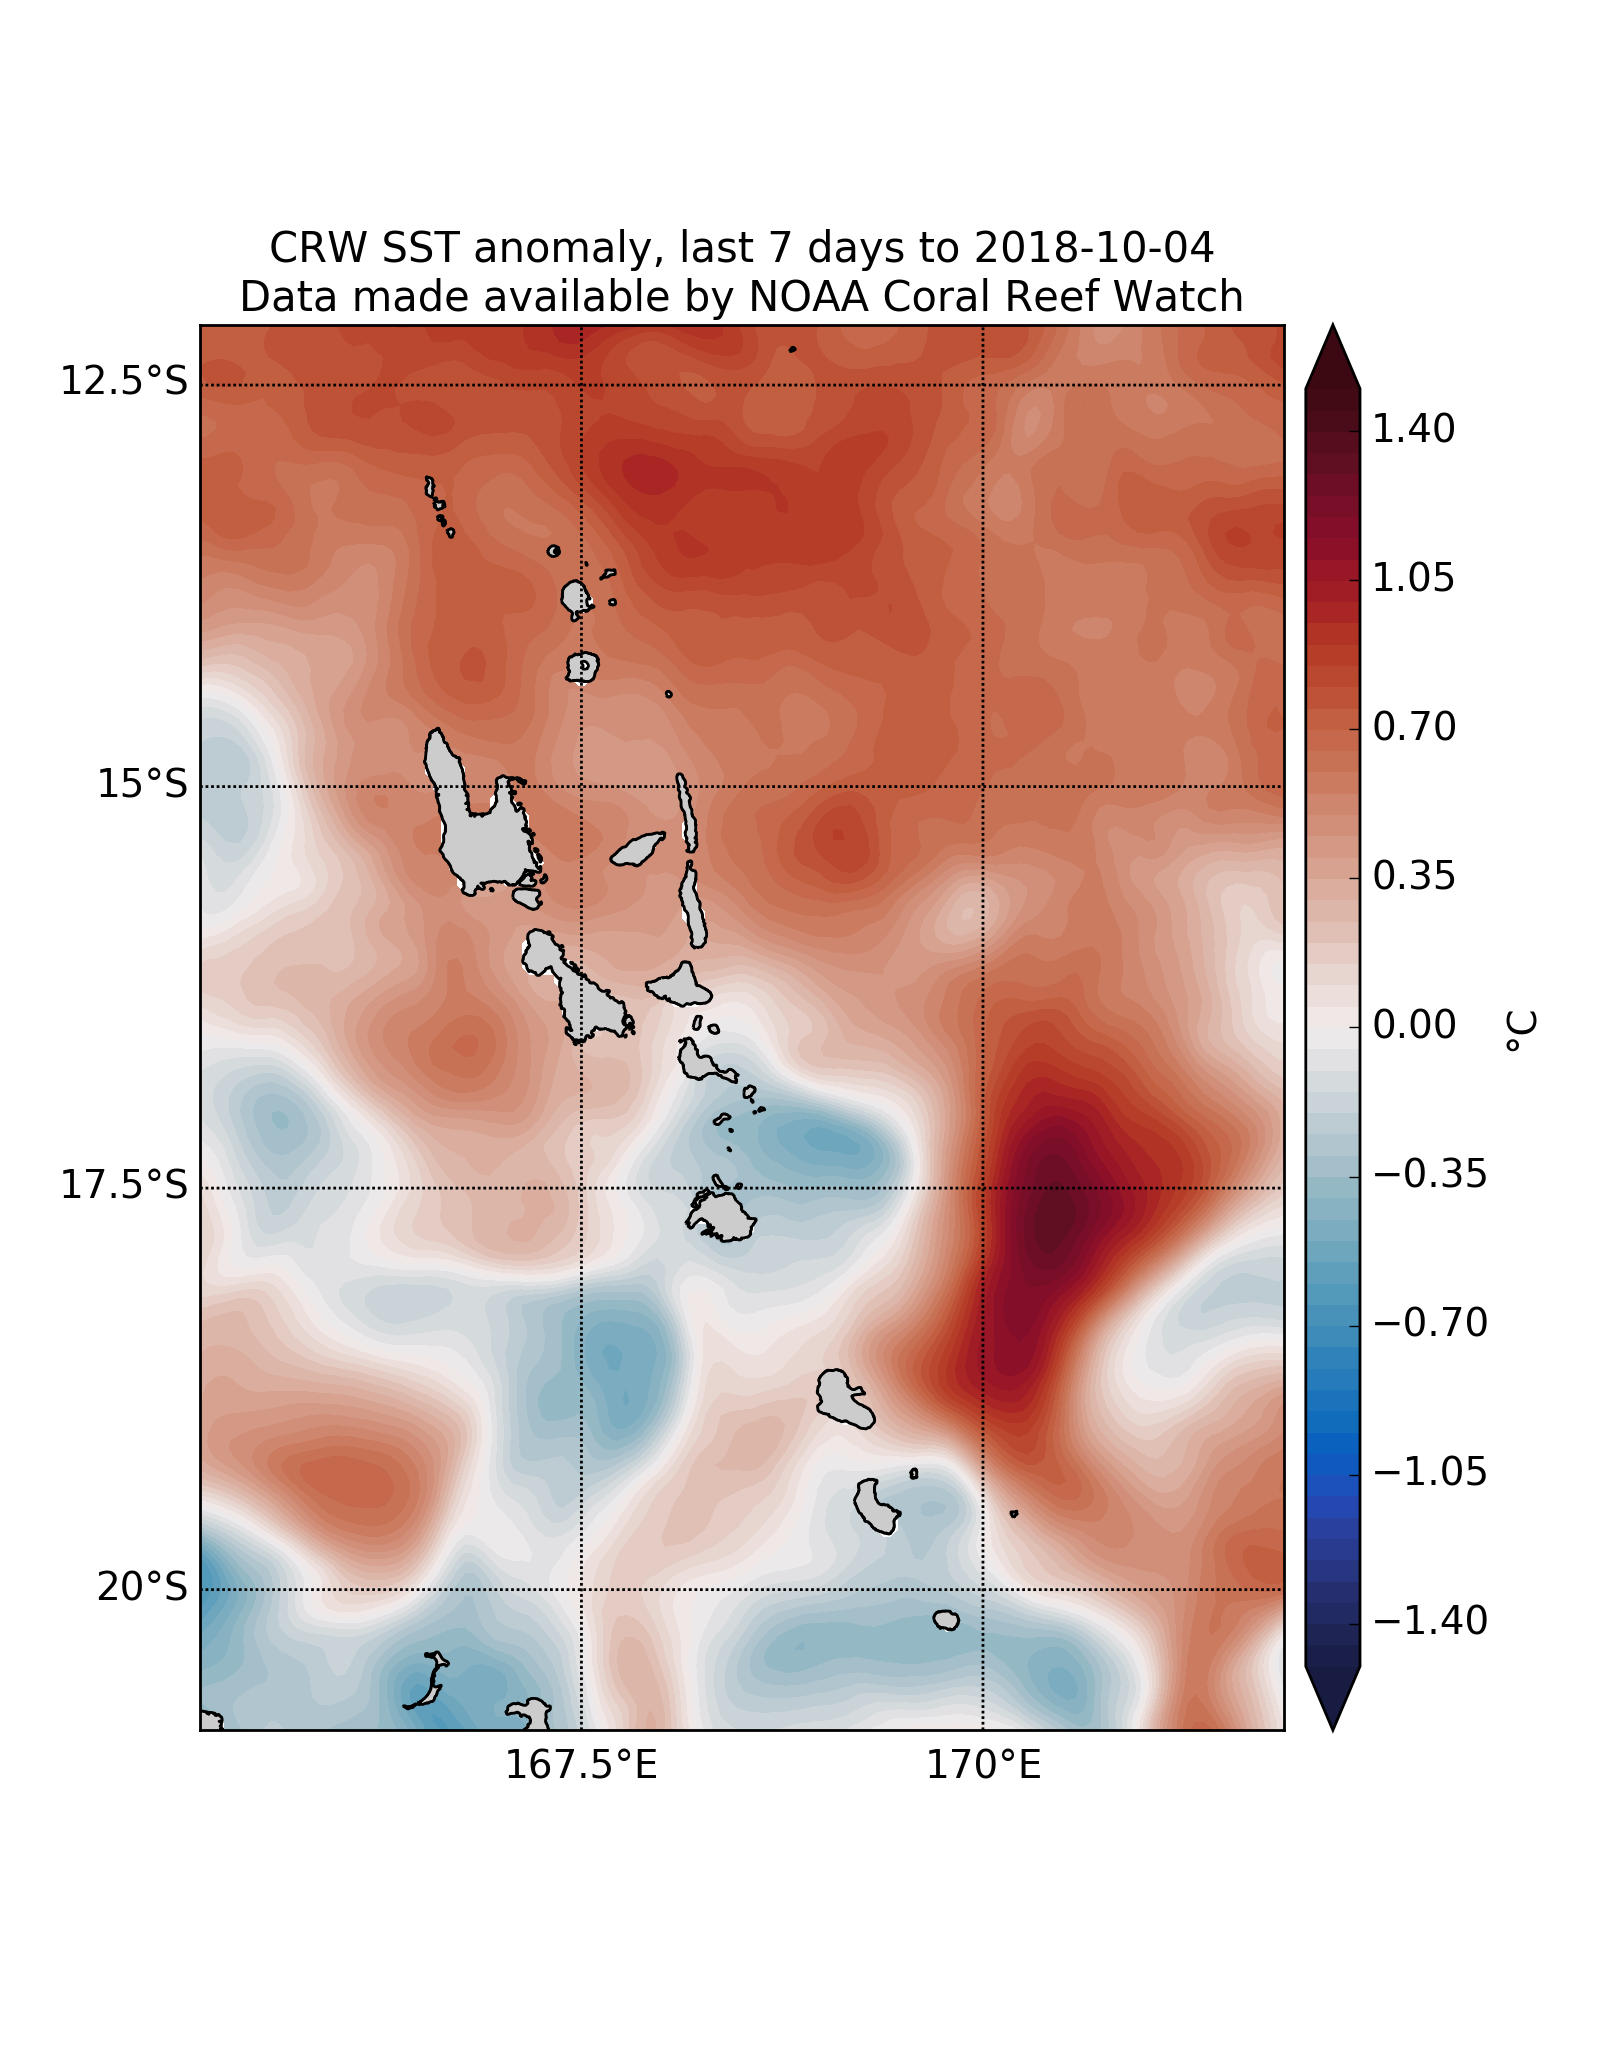 CRW SST anomaly, last 7 days to 2018-10-04
Data made available by NOAA Coral Reef Watch
12.5°S
15°S
17.5°S
20°S
167.5°E
170°E
1.40
1.05
0.70
0.35
0.00
−0.35
−0.70
−1.05
−1.40
°C